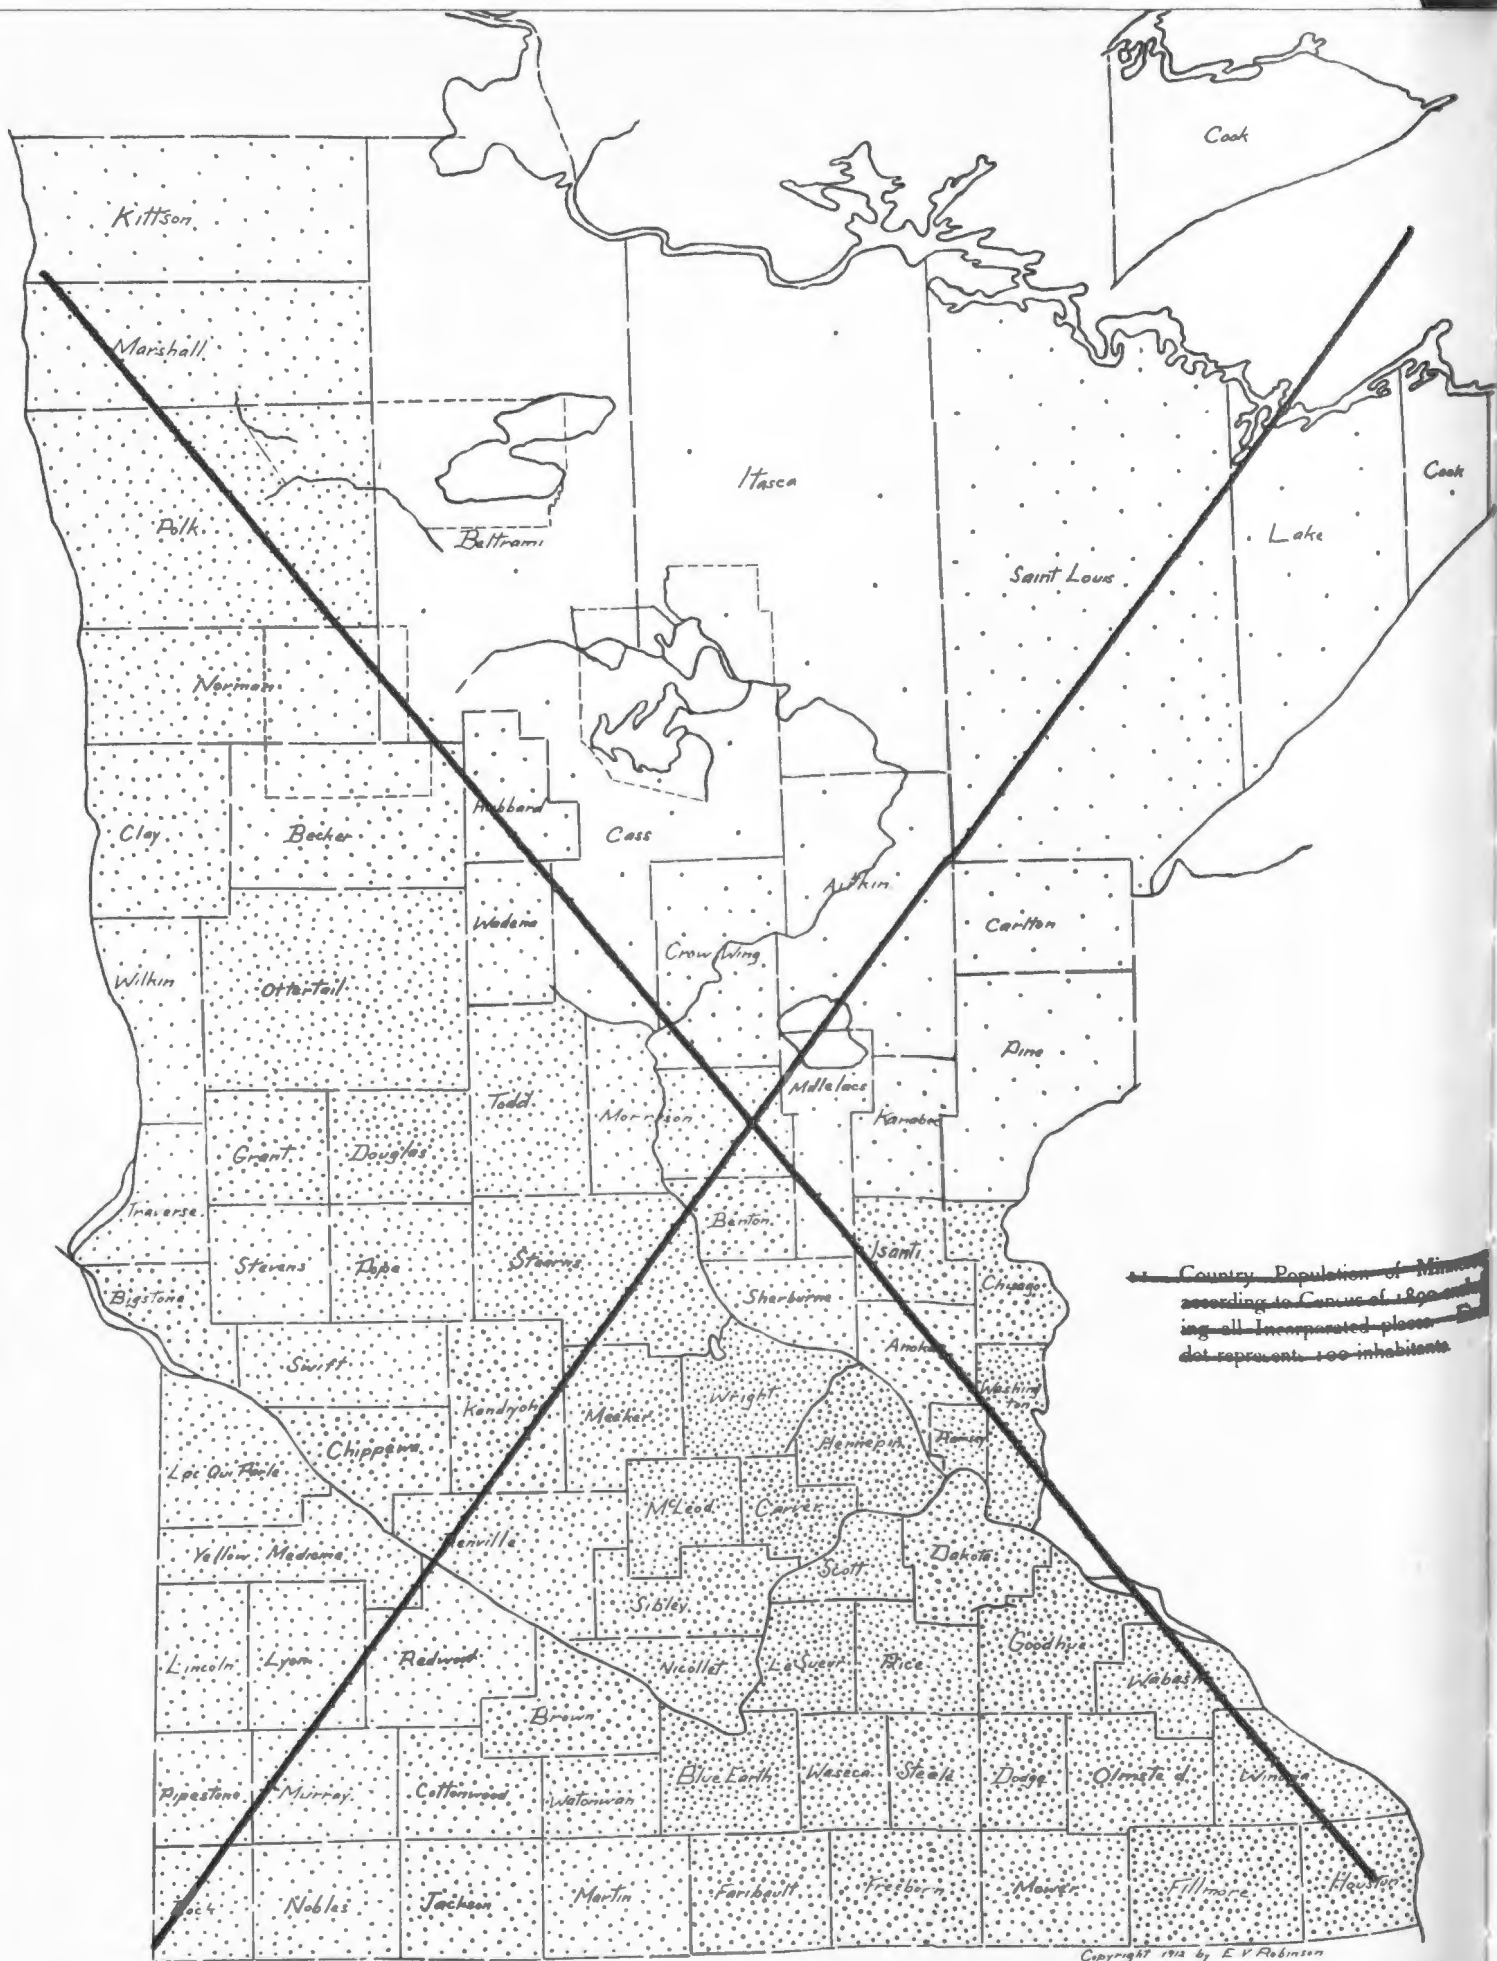 Cook
Kittson
Marshall
Itasca
Cook
Polk
Lake
Beltrami
Saint Louis
Norman
Hubbard
Clay
Becker
Cass
Aitkin
Wadena
Carlton
Crow Wing
Wilkin
Ottertail
Pine
Todd
Morrison
Millelacs
Kanabec
Grant
Douglas
Traverse
Benton
Isanti
Stevens
Pope
Stearns
Chisago
Bigstone
Sherburne
Country Population of
according to Census of 1890
ing all Incorporated places.
dot represents 100 inhabitants
Swift
Anoka
Wright
Washing
ton
Kandiyohi
Meeker
Hennepin
Ramsey
Chippewa
Lac Qui Parle
McLeod
Carver
Renville
Yellow Medicine
Dakota
Scott
Sibley
Goodhue
Lincoln
Lyon
Redwood
Nicollet
Le Sueur
Rice
Wabash
Brown
Blue Earth
Waseca
Steele
Dodge
Olmsted
Winona
Pipestone
Murray
Cottonwood
Watonwan
Rock
Nobles
Jackson
Martin
Faribault
Freeborn
Mower
Fillmore
Houston
Copyright 1912 by E V Robinson